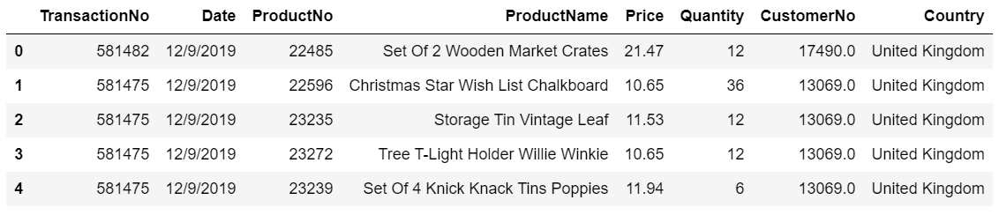 TransactionNo Date ProductNo ProductName Price Quantity CustomerNo Country
0 581482 12/9/2019 22485 Set Of 2 Wooden Market Crates 21.47 12 17490.0 United Kingdom
1 581475 12/9/2019 22596 Christmas Star Wish List Chalkboard 10.65 36 13069.0 United Kingdom
2 581475 12/9/2019 23235 Storage Tin Vintage Leaf 11.53 12 13069.0 United Kingdom
3 581475 12/9/2019 23272 Tree T-Light Holder Willie Winkie 10.65 12 13069.0 United Kingdom
4 581475 12/9/2019 23239 Set Of 4 Knick Knack Tins Poppies 11.94 6 13069.0 United Kingdom